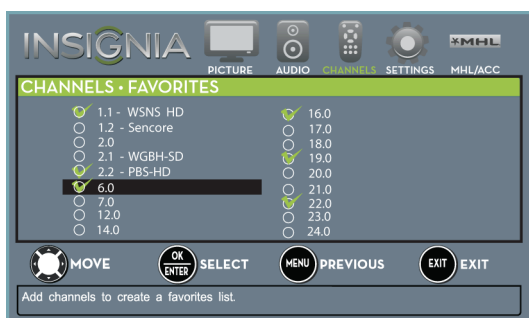 INSIGNIA
PICTURE AUDIO CHANNELS SETTINGS MHL/ACC
MHL
CHANNELS • FAVORITES
1.1 - WSNS HD
1.2 - Sencore
2.0
2.1 - WGBH-SD
2.2 - PBS-HD
6.0
7.0
12.0
14.0
16.0
17.0
18.0
19.0
20.0
21.0
22.0
23.0
24.0
MOVE OK ENTER SELECT MENU PREVIOUS EXIT EXIT
Add channels to create a favorites list.